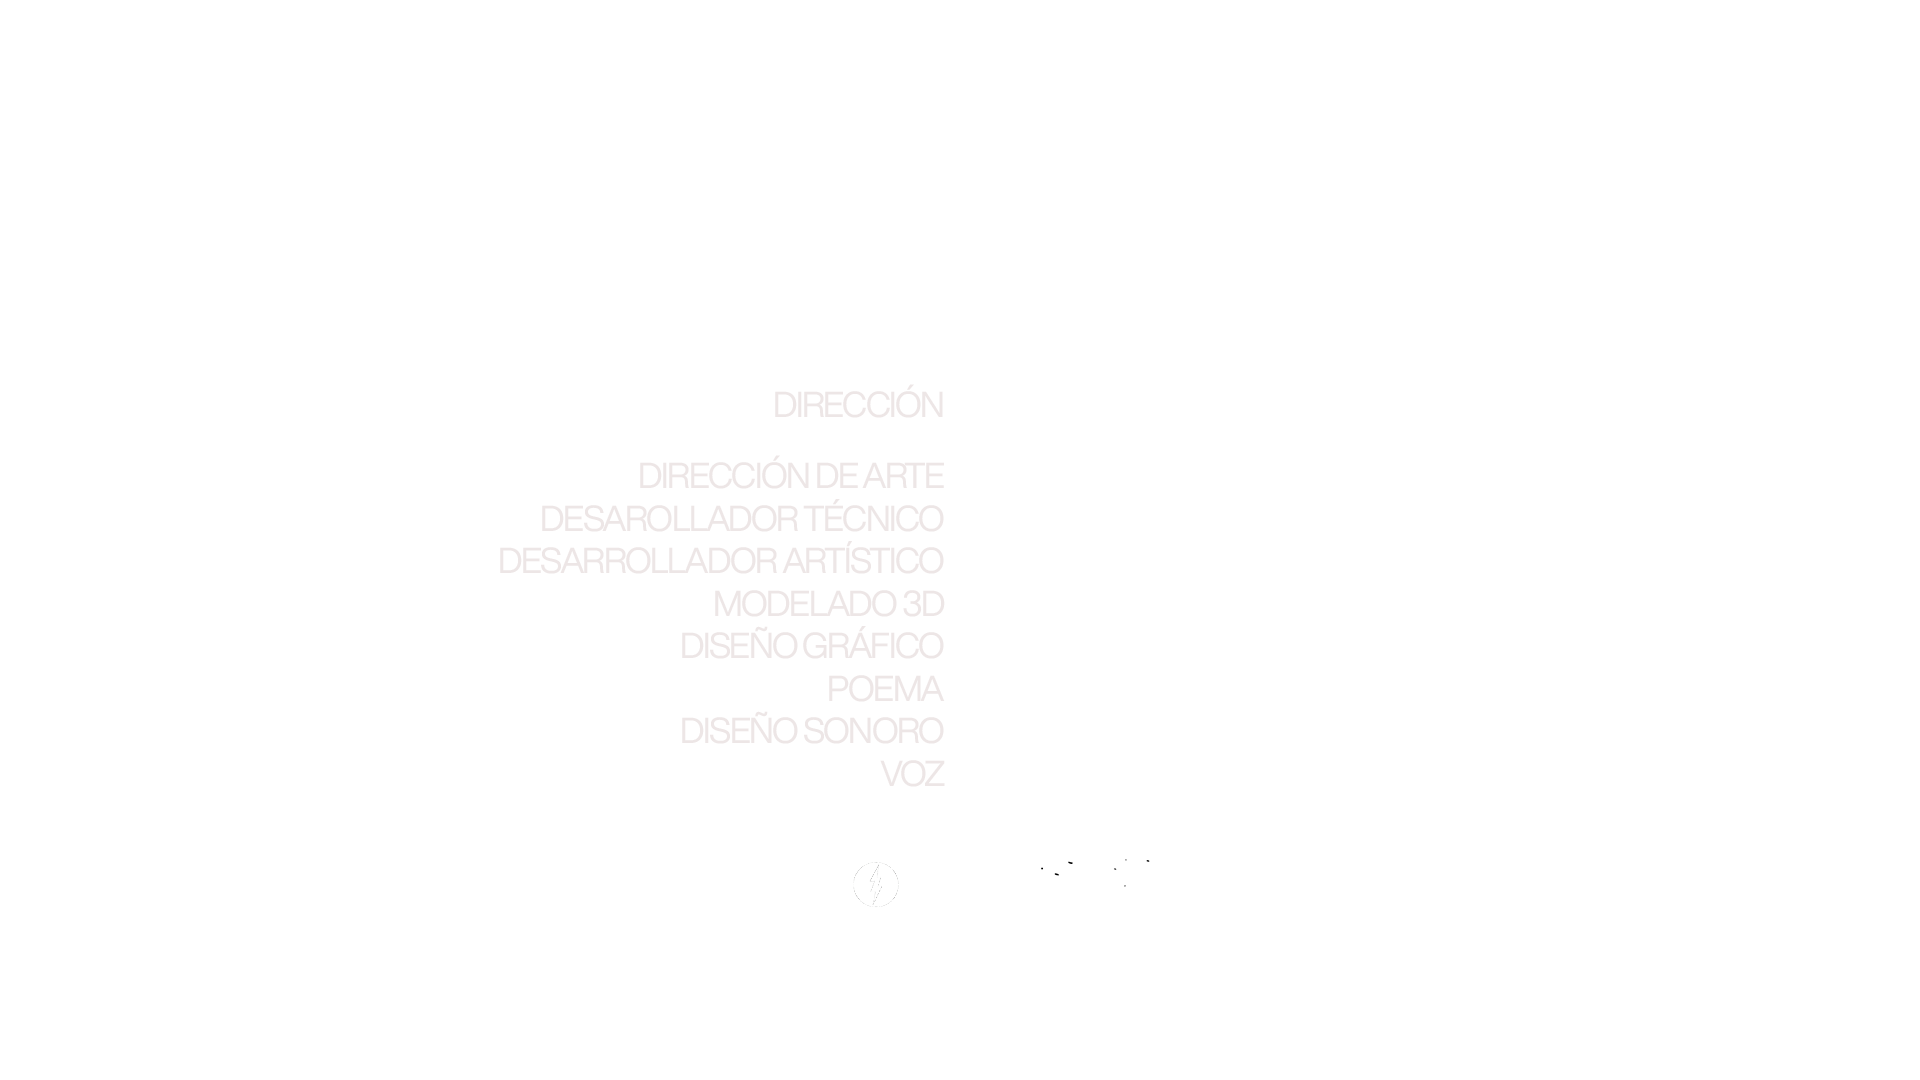 DIRECCIÓN
DIRECCIÓN DE ARTE
DESAROLLADOR TÉCNICO
DESARROLLADOR ARTÍSTICO
MODELADO 3D
DISEÑO GRÁFICO
POEMA
DISEÑO SONORO
VOZ